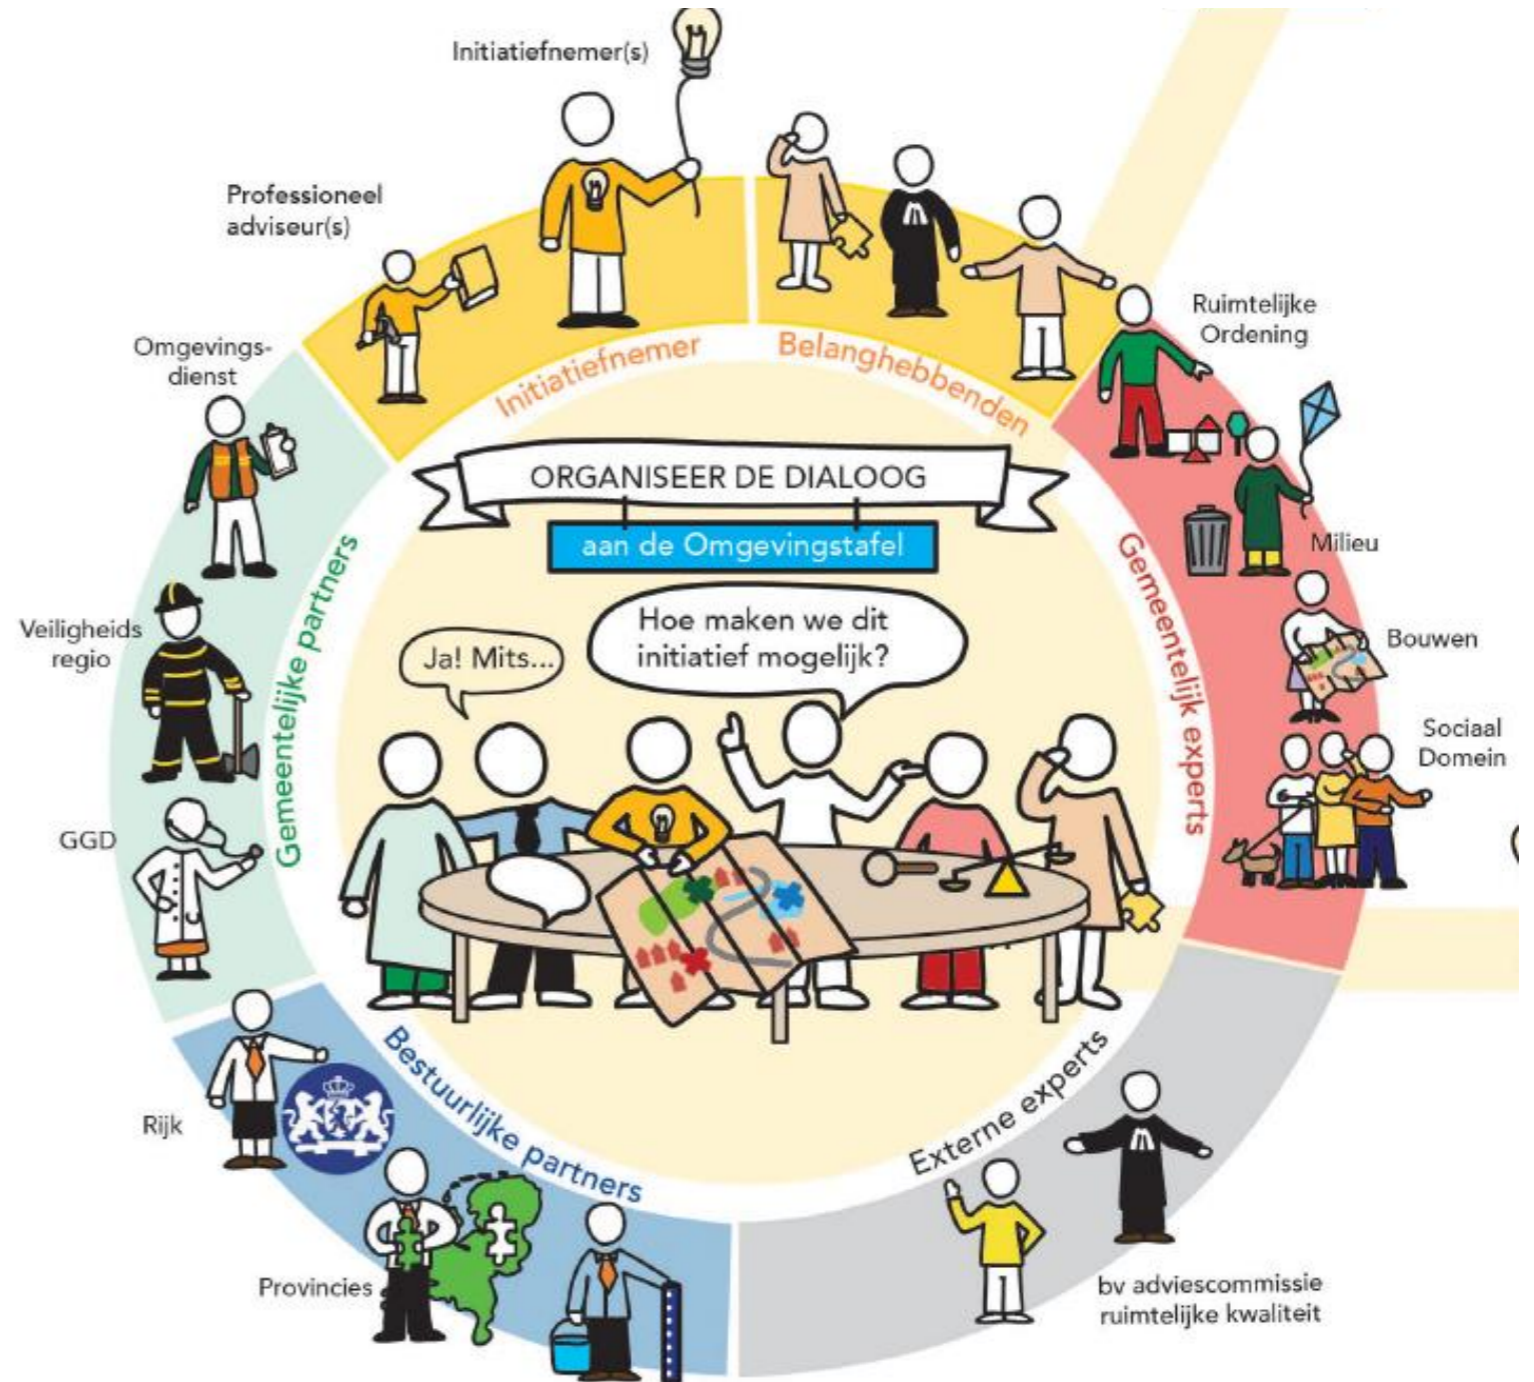 Initiatiefnemer(s)
Professioneel
adviseur(s)
Omgevings-
dienst
Veiligheids
regio
GGD
Rijk
Provincies
Initiatiefnemer
Belanghebbenden
Gemeentelijke partners
Gemeentelijk experts
Bestuurlijke partners
Externe experts
ORGANISEER DE DIALOOG
aan de Omgevingstafel
Ja! Mits...
Hoe maken we dit
initiatief mogelijk?
Ruimtelijke
Ordening
Milieu
Bouwen
Sociaal
Domein
bv adviescommissie
ruimtelijke kwaliteit